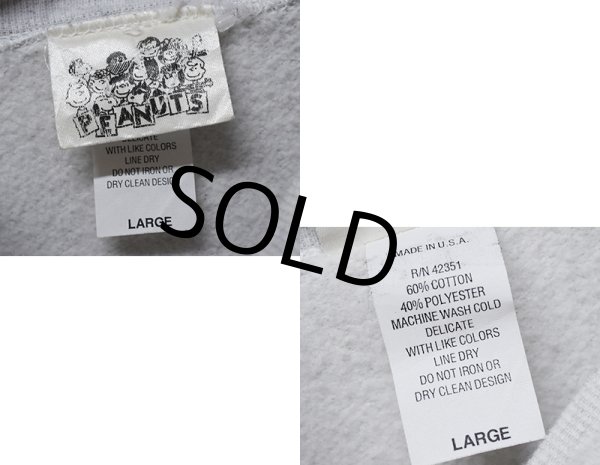 PEANUTS
DELICATE
WITH LIKE COLORS
LINE DRY
DO NOT IRON OR
DRY CLEAN DESIGN
LARGE
SOLD
MADE IN U.S.A.
R/N 42351
60% COTTON
40% POLYESTER
MACHINE WASH COLD
DELICATE
WITH LIKE COLORS
LINE DRY
DO NOT IRON OR
DRY CLEAN DESIGN
LARGE